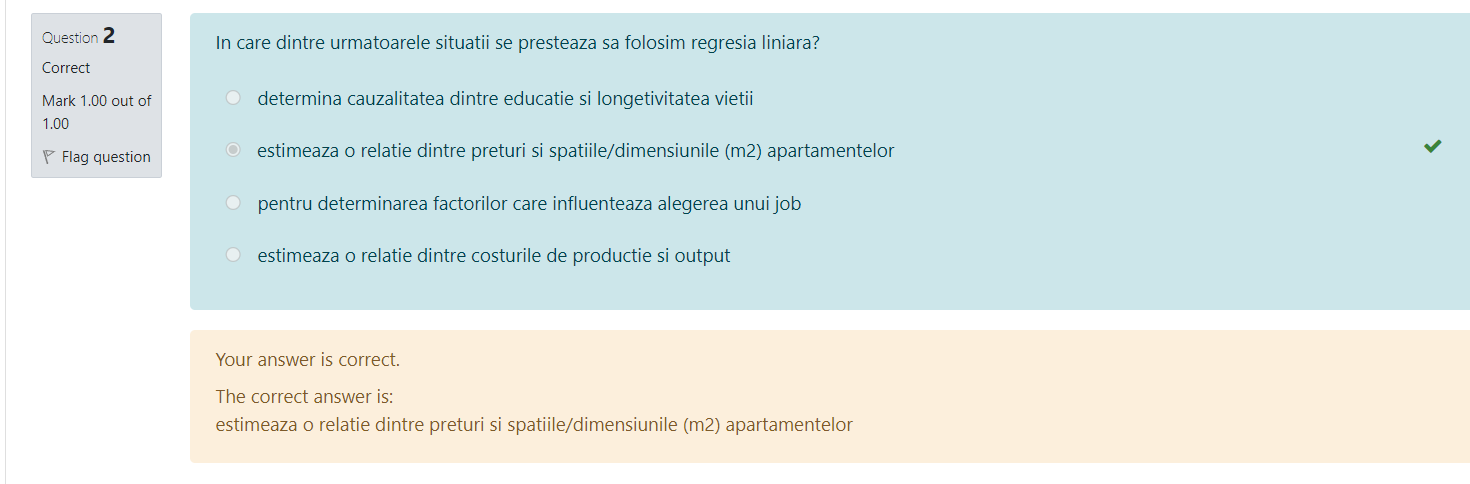 Question 2
Correct
Mark 1.00 out of
1.00
Flag question
In care dintre urmatoarele situatii se presteaza sa folosim regresia liniara?
determina cauzalitatea dintre educatie si longetivitatea vietii
estimeaza o relatie dintre preturi si spatiile/dimensiunile (m2) apartamentelor
pentru determinarea factorilor care influenteaza alegerea unui job
estimeaza o relatie dintre costurile de productie si output
Your answer is correct.
The correct answer is:
estimeaza o relatie dintre preturi si spatiile/dimensiunile (m2) apartamentelor